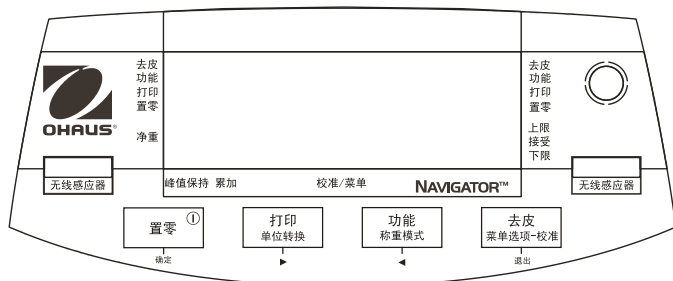 去皮
功能
打印
置零
净重
OHAUS®
无线感应器
去皮
功能
打印
置零
上限
接受
下限
无线感应器
峰值保持 累加 校准/菜单 NAVIGATOR™
置零
确定
打印
单位转换
功能
称重模式
去皮
菜单选项-校准
退出